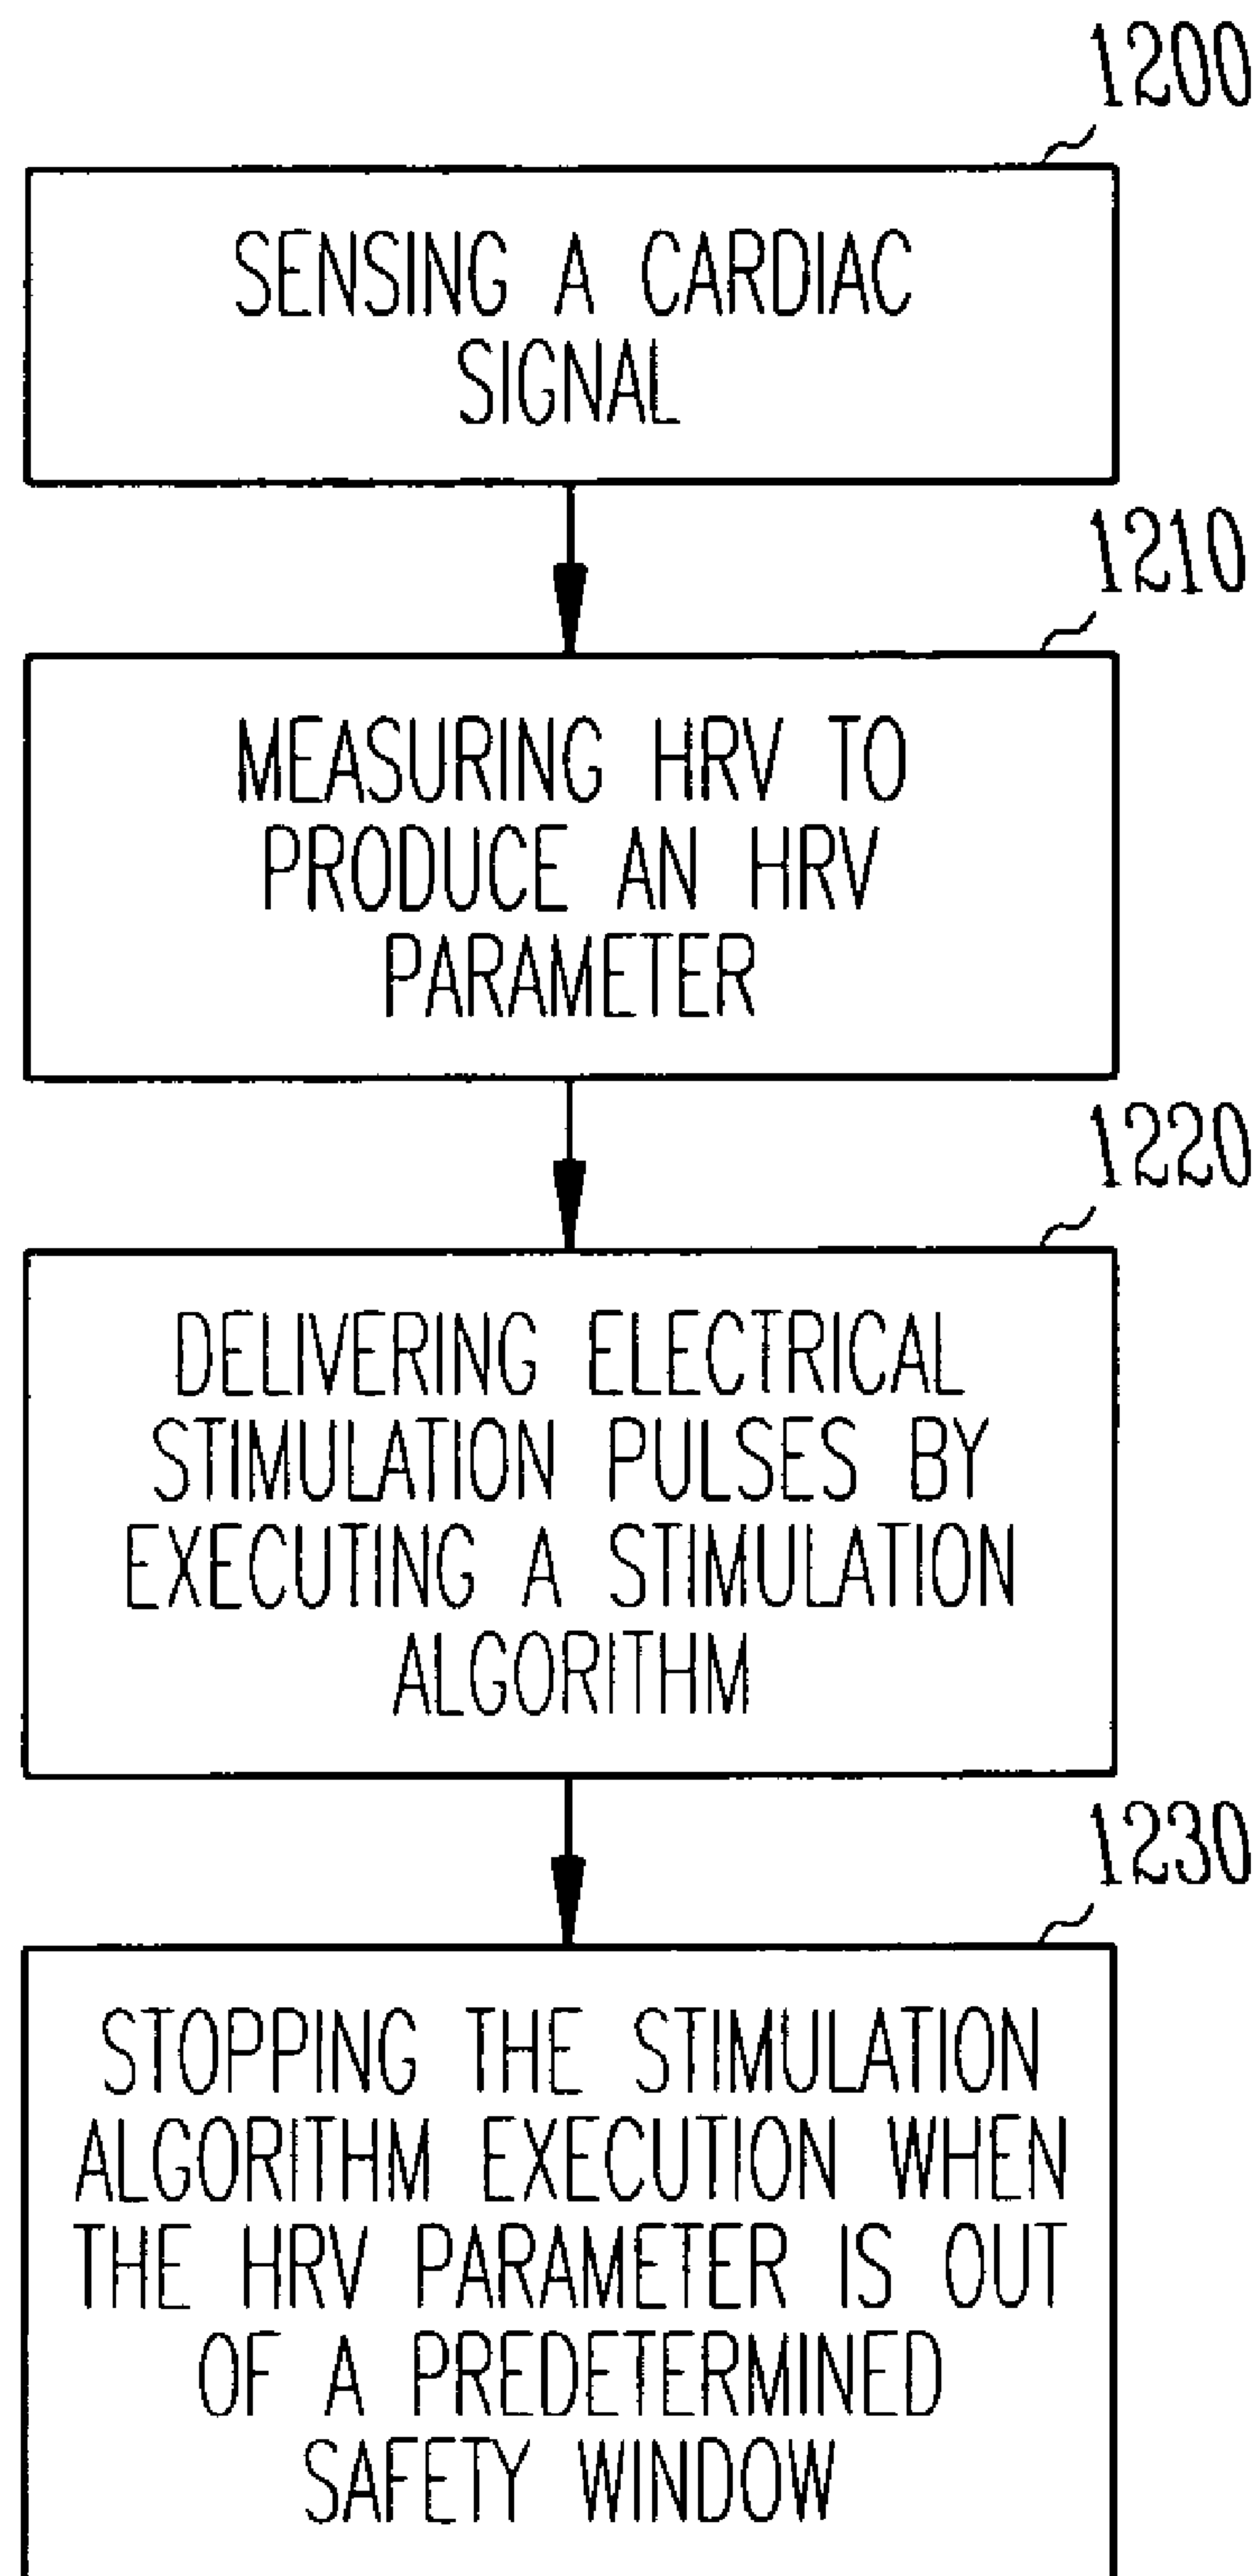 1200
SENSING A CARDIAC
SIGNAL
1210
MEASURING HRV TO
PRODUCE AN HRV
PARAMETER
1220
DELIVERING ELECTRICAL
STIMULATION PULSES BY
EXECUTING A STIMULATION
ALGORITHM
1230
STOPPING THE STIMULATION
ALGORITHM EXECUTION WHEN
THE HRV PARAMETER IS OUT
OF A PREDETERMINED
SAFETY WINDOW